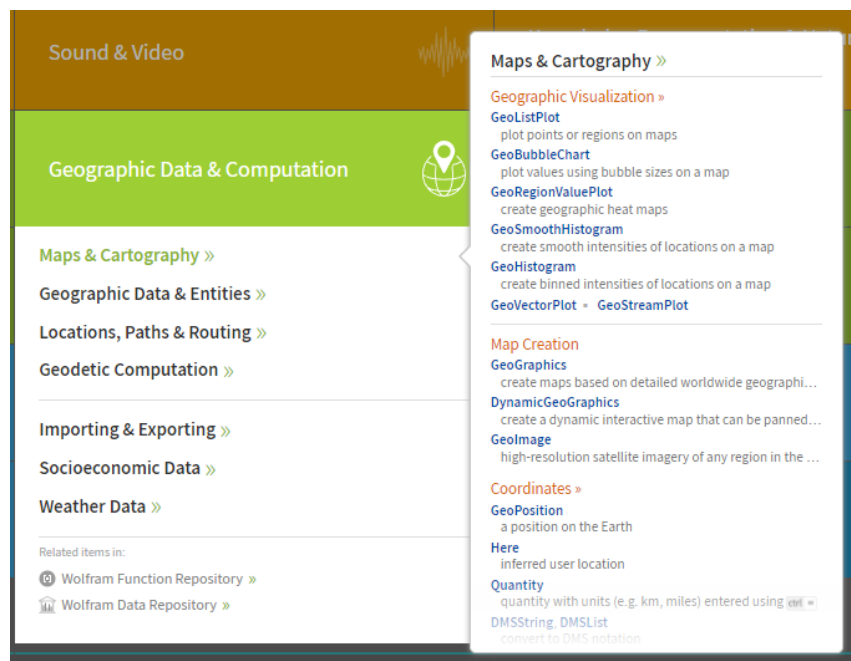 Sound & Video
Geographic Data & Computation
Maps & Cartography »
Geographic Data & Entities »
Locations, Paths & Routing »
Geodetic Computation »
Importing & Exporting »
Socioeconomic Data »
Weather Data »
Related items in:
Wolfram Function Repository »
Wolfram Data Repository »
Maps & Cartography »
Geographic Visualization »
GeoListPlot
plot points or regions on maps
GeoBubbleChart
plot values using bubble sizes on a map
GeoRegionValuePlot
create geographic heat maps
GeoSmoothHistogram
create smooth intensities of locations on a map
GeoHistogram
create binned intensities of locations on a map
GeoVectorPlot ▪ GeoStreamPlot
Map Creation
GeoGraphics
create maps based on detailed worldwide geographi…
DynamicGeoGraphics
create a dynamic interactive map that can be panned…
GeoImage
high-resolution satellite imagery of any region in the …
Coordinates »
GeoPosition
a position on the Earth
Here
inferred user location
Quantity
quantity with units (e.g. km, miles) entered using ctrl =
DMSString, DMSList
convert to DMS notation